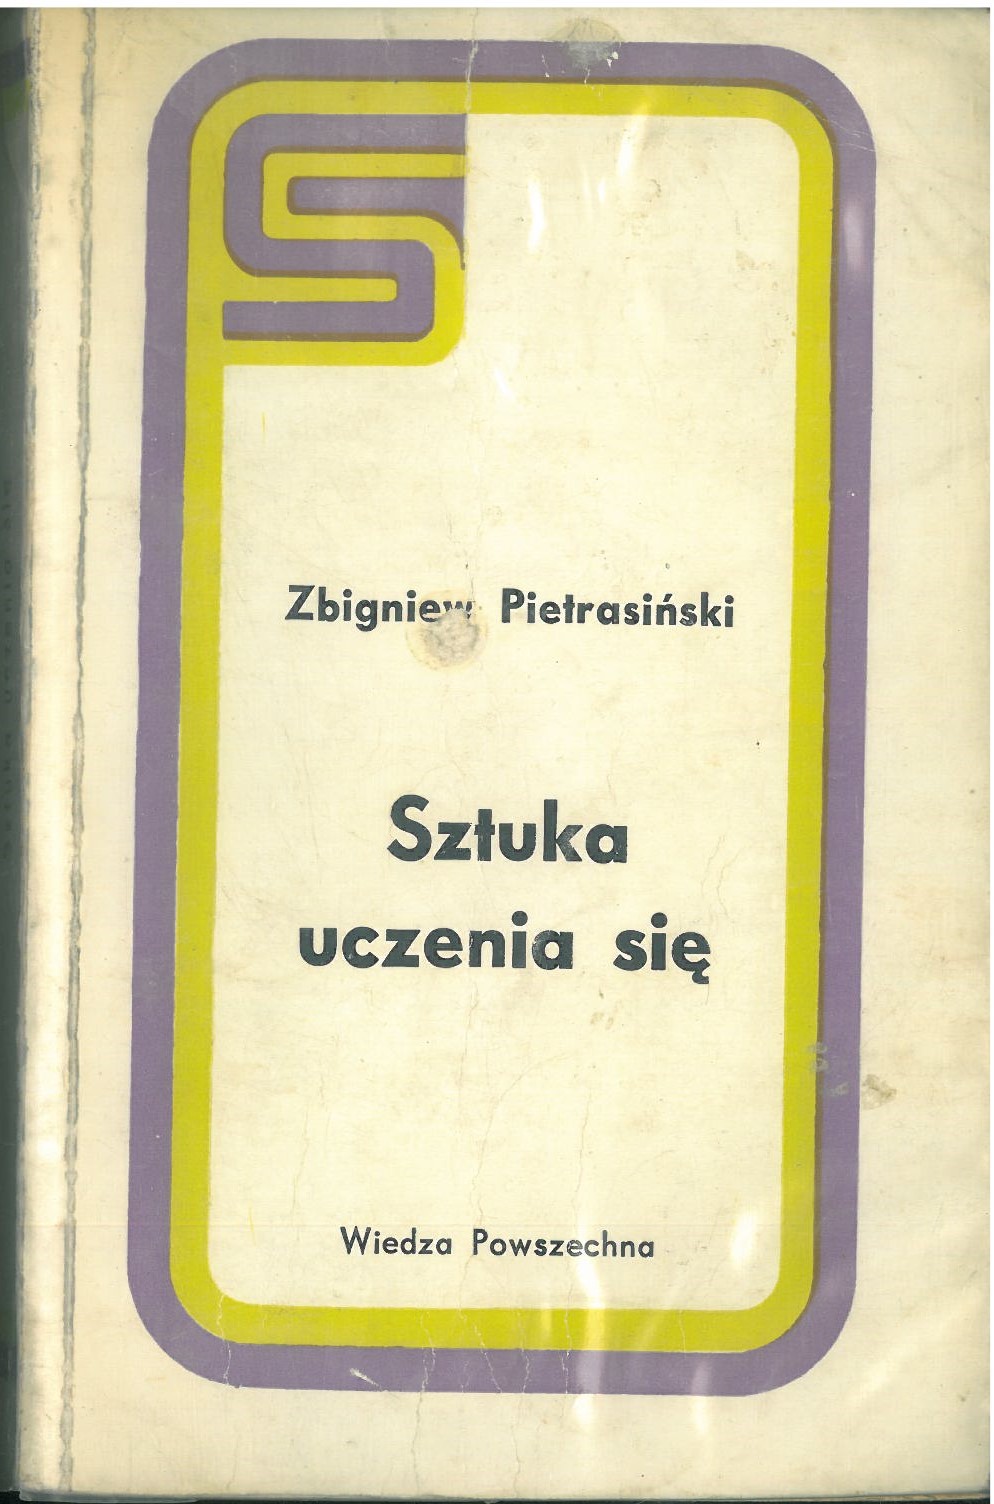 Zbigniew Pietrasiński
Sztuka
uczenia się
Wiedza Powszechna